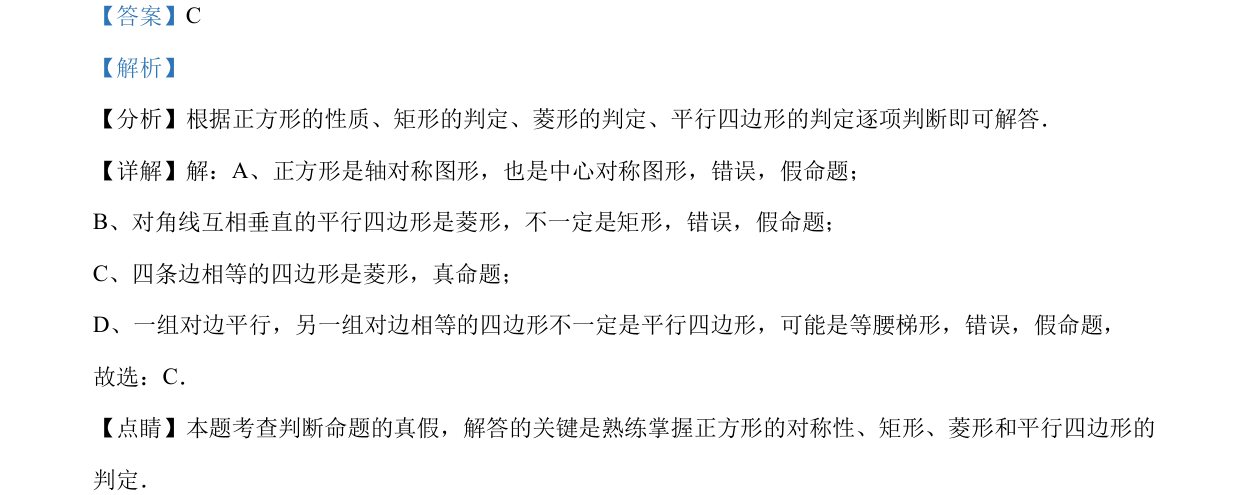 【答案】C
【解析】
【分析】根据正方形的性质、矩形的判定、菱形的判定、平行四边形的判定逐项判断即可解答．
【详解】解：A、正方形是轴对称图形，也是中心对称图形，错误，假命题；
B、对角线互相垂直的平行四边形是菱形，不一定是矩形，错误，假命题；
C、四条边相等的四边形是菱形，真命题；
D、一组对边平行，另一组对边相等的四边形不一定是平行四边形，可能是等腰梯形，错误，假命题，
故选：C．
【点睛】本题考查判断命题的真假，解答的关键是熟练掌握正方形的对称性、矩形、菱形和平行四边形的
判定．